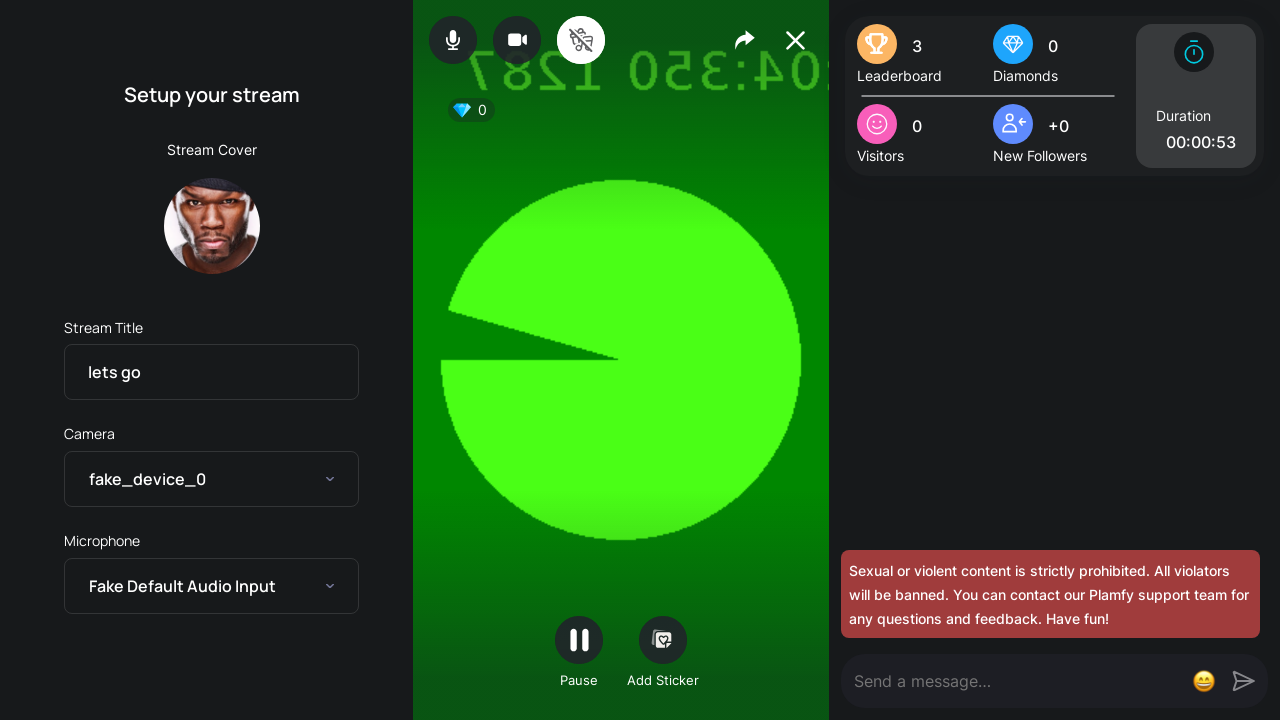 Setup your stream
Stream Cover
Stream Title
lets go
Camera
fake_device_0
Microphone
Fake Default Audio Input
:04:350 1287
0
Pause
Add Sticker
3
Leaderboard
0
Diamonds
0
Visitors
+0
New Followers
Duration
00:00:53
Sexual or violent content is strictly prohibited. All violators
will be banned. You can contact our Plamfy support team for
any questions and feedback. Have fun!
Send a message...